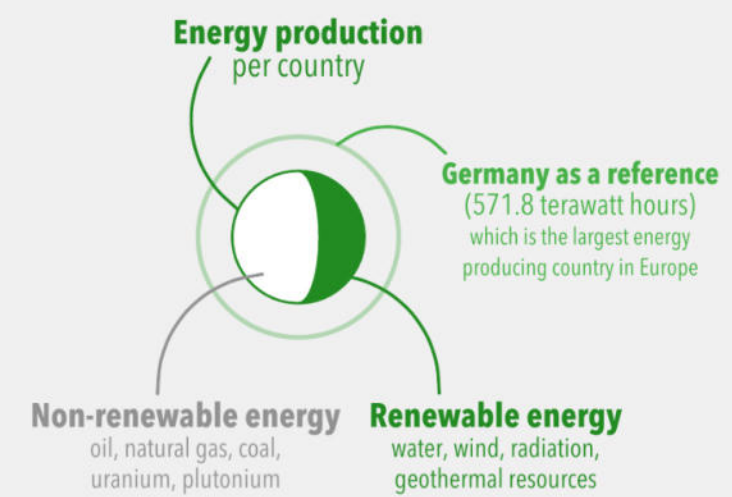 Energy production
per country
Germany as a reference
(571.8 terawatt hours)
which is the largest energy
producing country in Europe
Non-renewable energy
oil, natural gas, coal,
uranium, plutonium
Renewable energy
water, wind, radiation,
geothermal resources